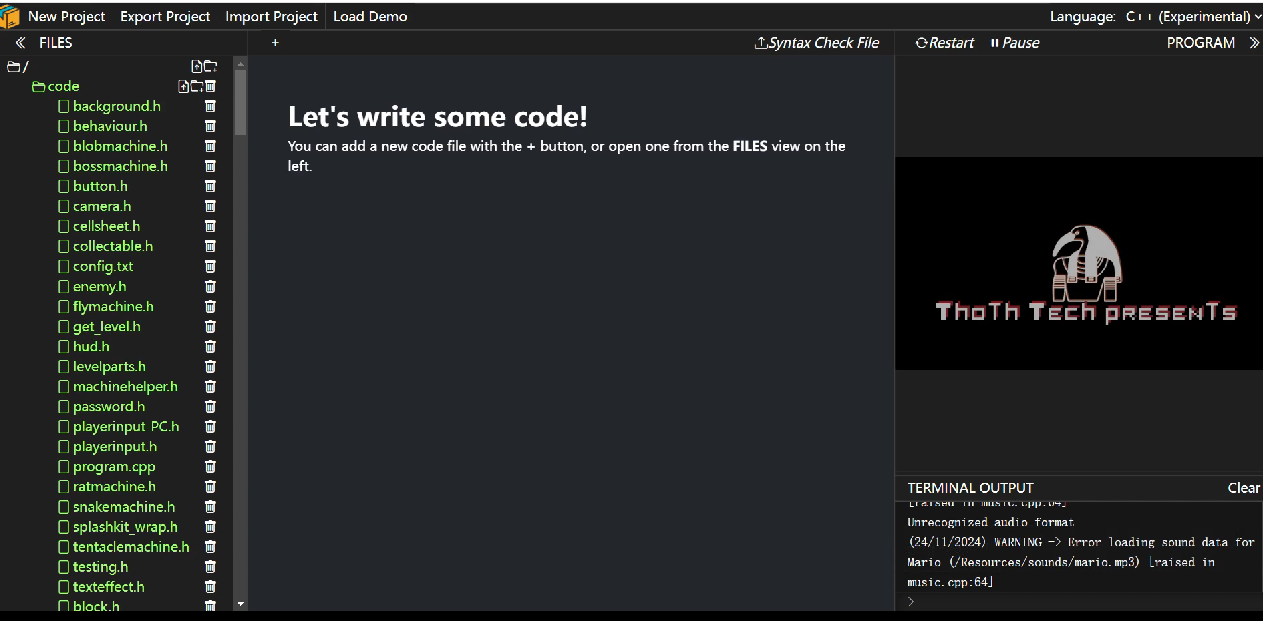 New Project Export Project Import Project Load Demo Language: C++ (Experimental)
FILES + Syntax Check File Restart Pause PROGRAM
/
code
background.h
behaviour.h
blobmachine.h
bossmachine.h
button.h
camera.h
cellsheet.h
collectable.h
config.txt
enemy.h
flymachine.h
get_level.h
hud.h
levelparts.h
machinehelper.h
password.h
playerinput_PC.h
playerinput.h
program.cpp
ratmachine.h
snakemachine.h
splashkit_wrap.h
tentaclemachine.h
testing.h
texteffect.h
block.h
Let's write some code!
You can add a new code file with the + button, or open one from the FILES view on the
left.
Thoth Tech presents
TERMINAL OUTPUT Clear
[raised in music.cpp:64]
Unrecognized audio format
(24/11/2024) WARNING -> Error loading sound data for
Mario (/Resources/sounds/mario.mp3) [raised in
music.cpp:64]
>